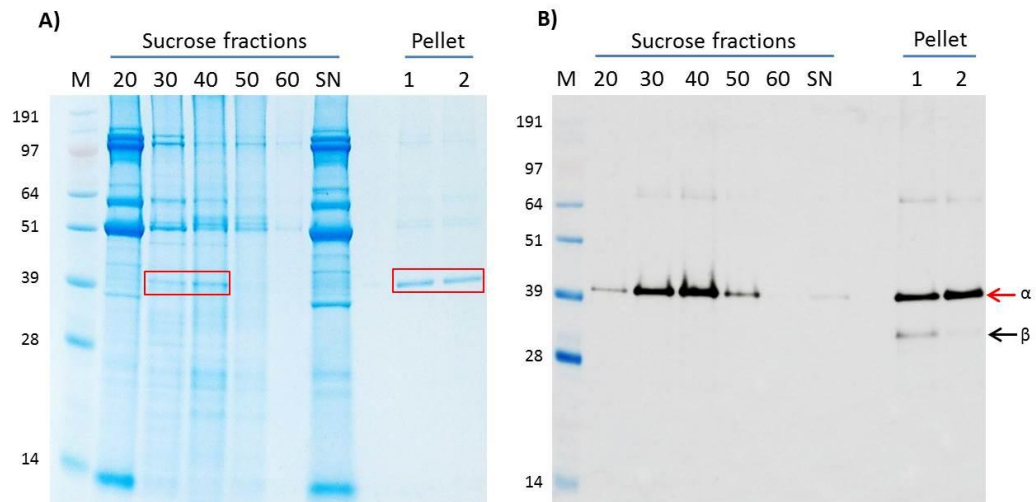 A)
Sucrose fractions
Pellet
M 20 30 40 50 60 SN 1 2
191
97
64
51
39
28
14
B)
Sucrose fractions
Pellet
M 20 30 40 50 60 SN 1 2
191
97
64
51
39
28
14
α
β